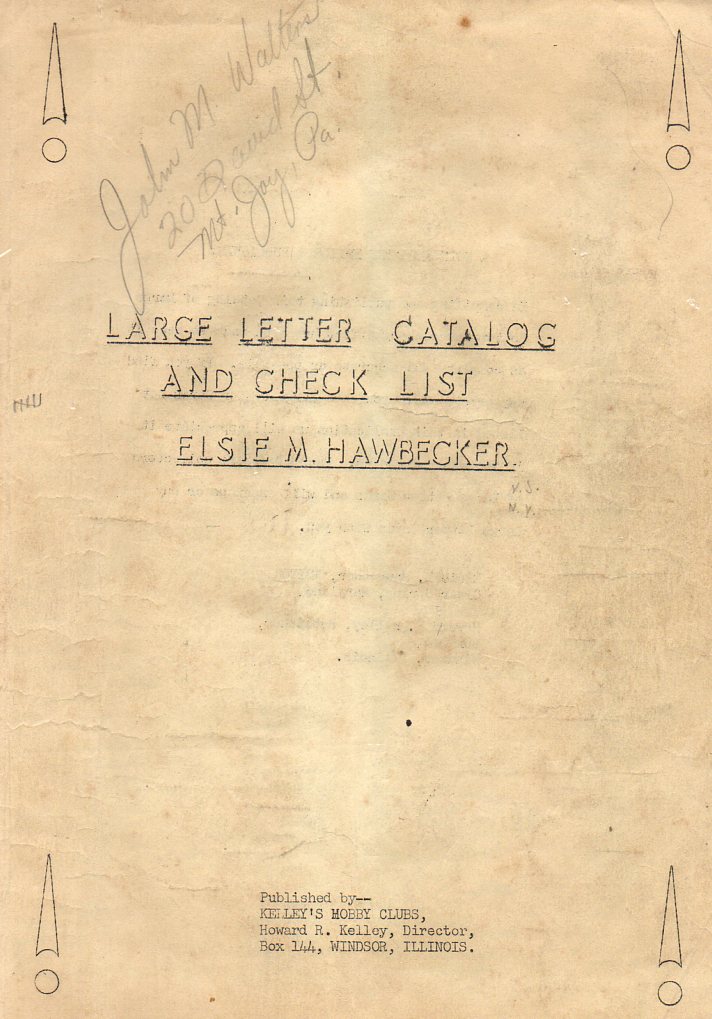 John M Walters
20 David St
Mt. Joy, Pa.
LARGE LETTER CATALOG
AND CHECK LIST
ELSIE M. HAWBECKER.
N.J.
N.Y.
Published by--
KELLEY'S HOBBY CLUBS,
Howard R. Kelley, Director,
Box 144, WINDSOR, ILLINOIS.